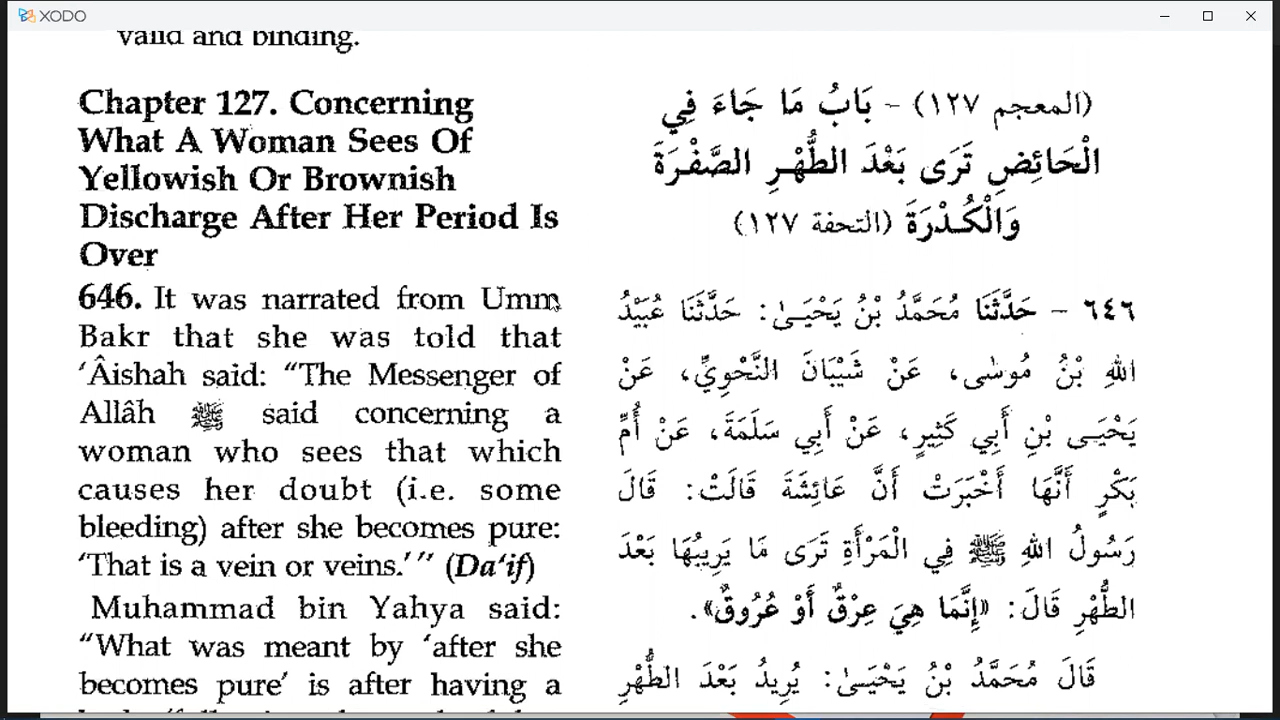 XODO
valid and binding.
Chapter 127. Concerning
What A Woman Sees Of
Yellowish Or Brownish
Discharge After Her Period Is
Over
646. It was narrated from Umm
Bakr that she was told that
‘Âishah said: “The Messenger of
Allâh ﷺ said concerning a
woman who sees that which
causes her doubt (i.e. some
bleeding) after she becomes pure:
‘That is a vein or veins.’” (Da‘if)
Muhammad bin Yahya said:
“What was meant by ‘after she
becomes pure’ is after having a
(المعجم ١٢٧) - بَابُ مَا جَاءَ فِي
الْحَائِضِ تَرَى بَعْدَ الطُّهْرِ الصَّفْرَةَ
وَالْكُدْرَةَ (التحفة ١٢٧)
٦٤٦ - حَدَّثَنَا مُحَمَّدُ بْنُ يَحْيَىٰ: حَدَّثَنَا عُبَيْدُ
اللهِ بْنُ مُوسٰى، عَنْ شَيْبَانَ النَّحْوِيِّ، عَنْ
يَحْيَى بْنِ أَبِي كَثِيرٍ، عَنْ أَبِي سَلَمَةَ، عَنْ أُمِّ
بَكْرٍ أَنَّهَا أَخْبَرَتْ أَنَّ عَائِشَةَ قَالَتْ: قَالَ
رَسُولُ اللهِ ﷺ فِي الْمَرْأَةِ تَرَى مَا يَرِيبُهَا بَعْدَ
الطُّهْرِ قَالَ: «إِنَّمَا هِيَ عِرْقٌ أَوْ عُرُوقٌ».
قَالَ مُحَمَّدُ بْنُ يَحْيَىٰ: يُرِيدُ بَعْدَ الطُّهْرِ